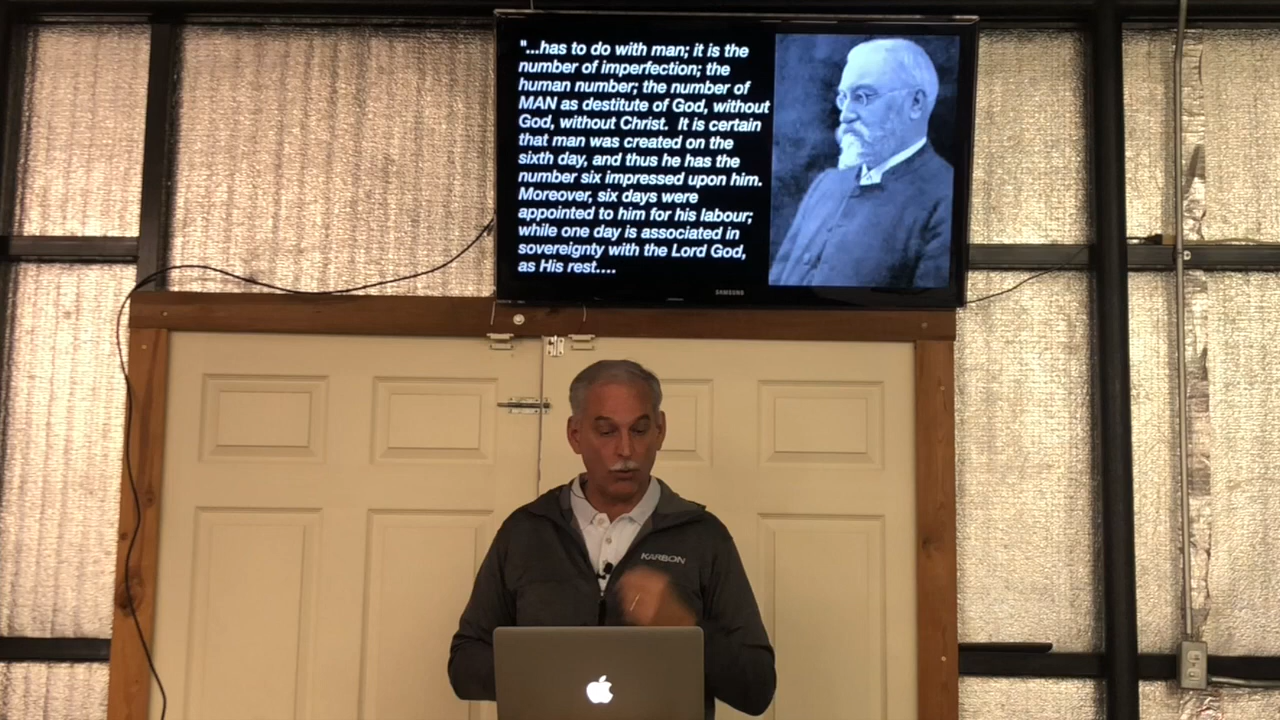 "...has to do with man; it is the
number of imperfection; the
human number; the number of
MAN as destitute of God, without
God, without Christ.  It is certain
that man was created on the
sixth day, and thus he has the
number six impressed upon him.
Moreover, six days were
appointed to him for his labour;
while one day is associated in
sovereignty with the Lord God,
as His rest....
SAMSUNG
KARBON